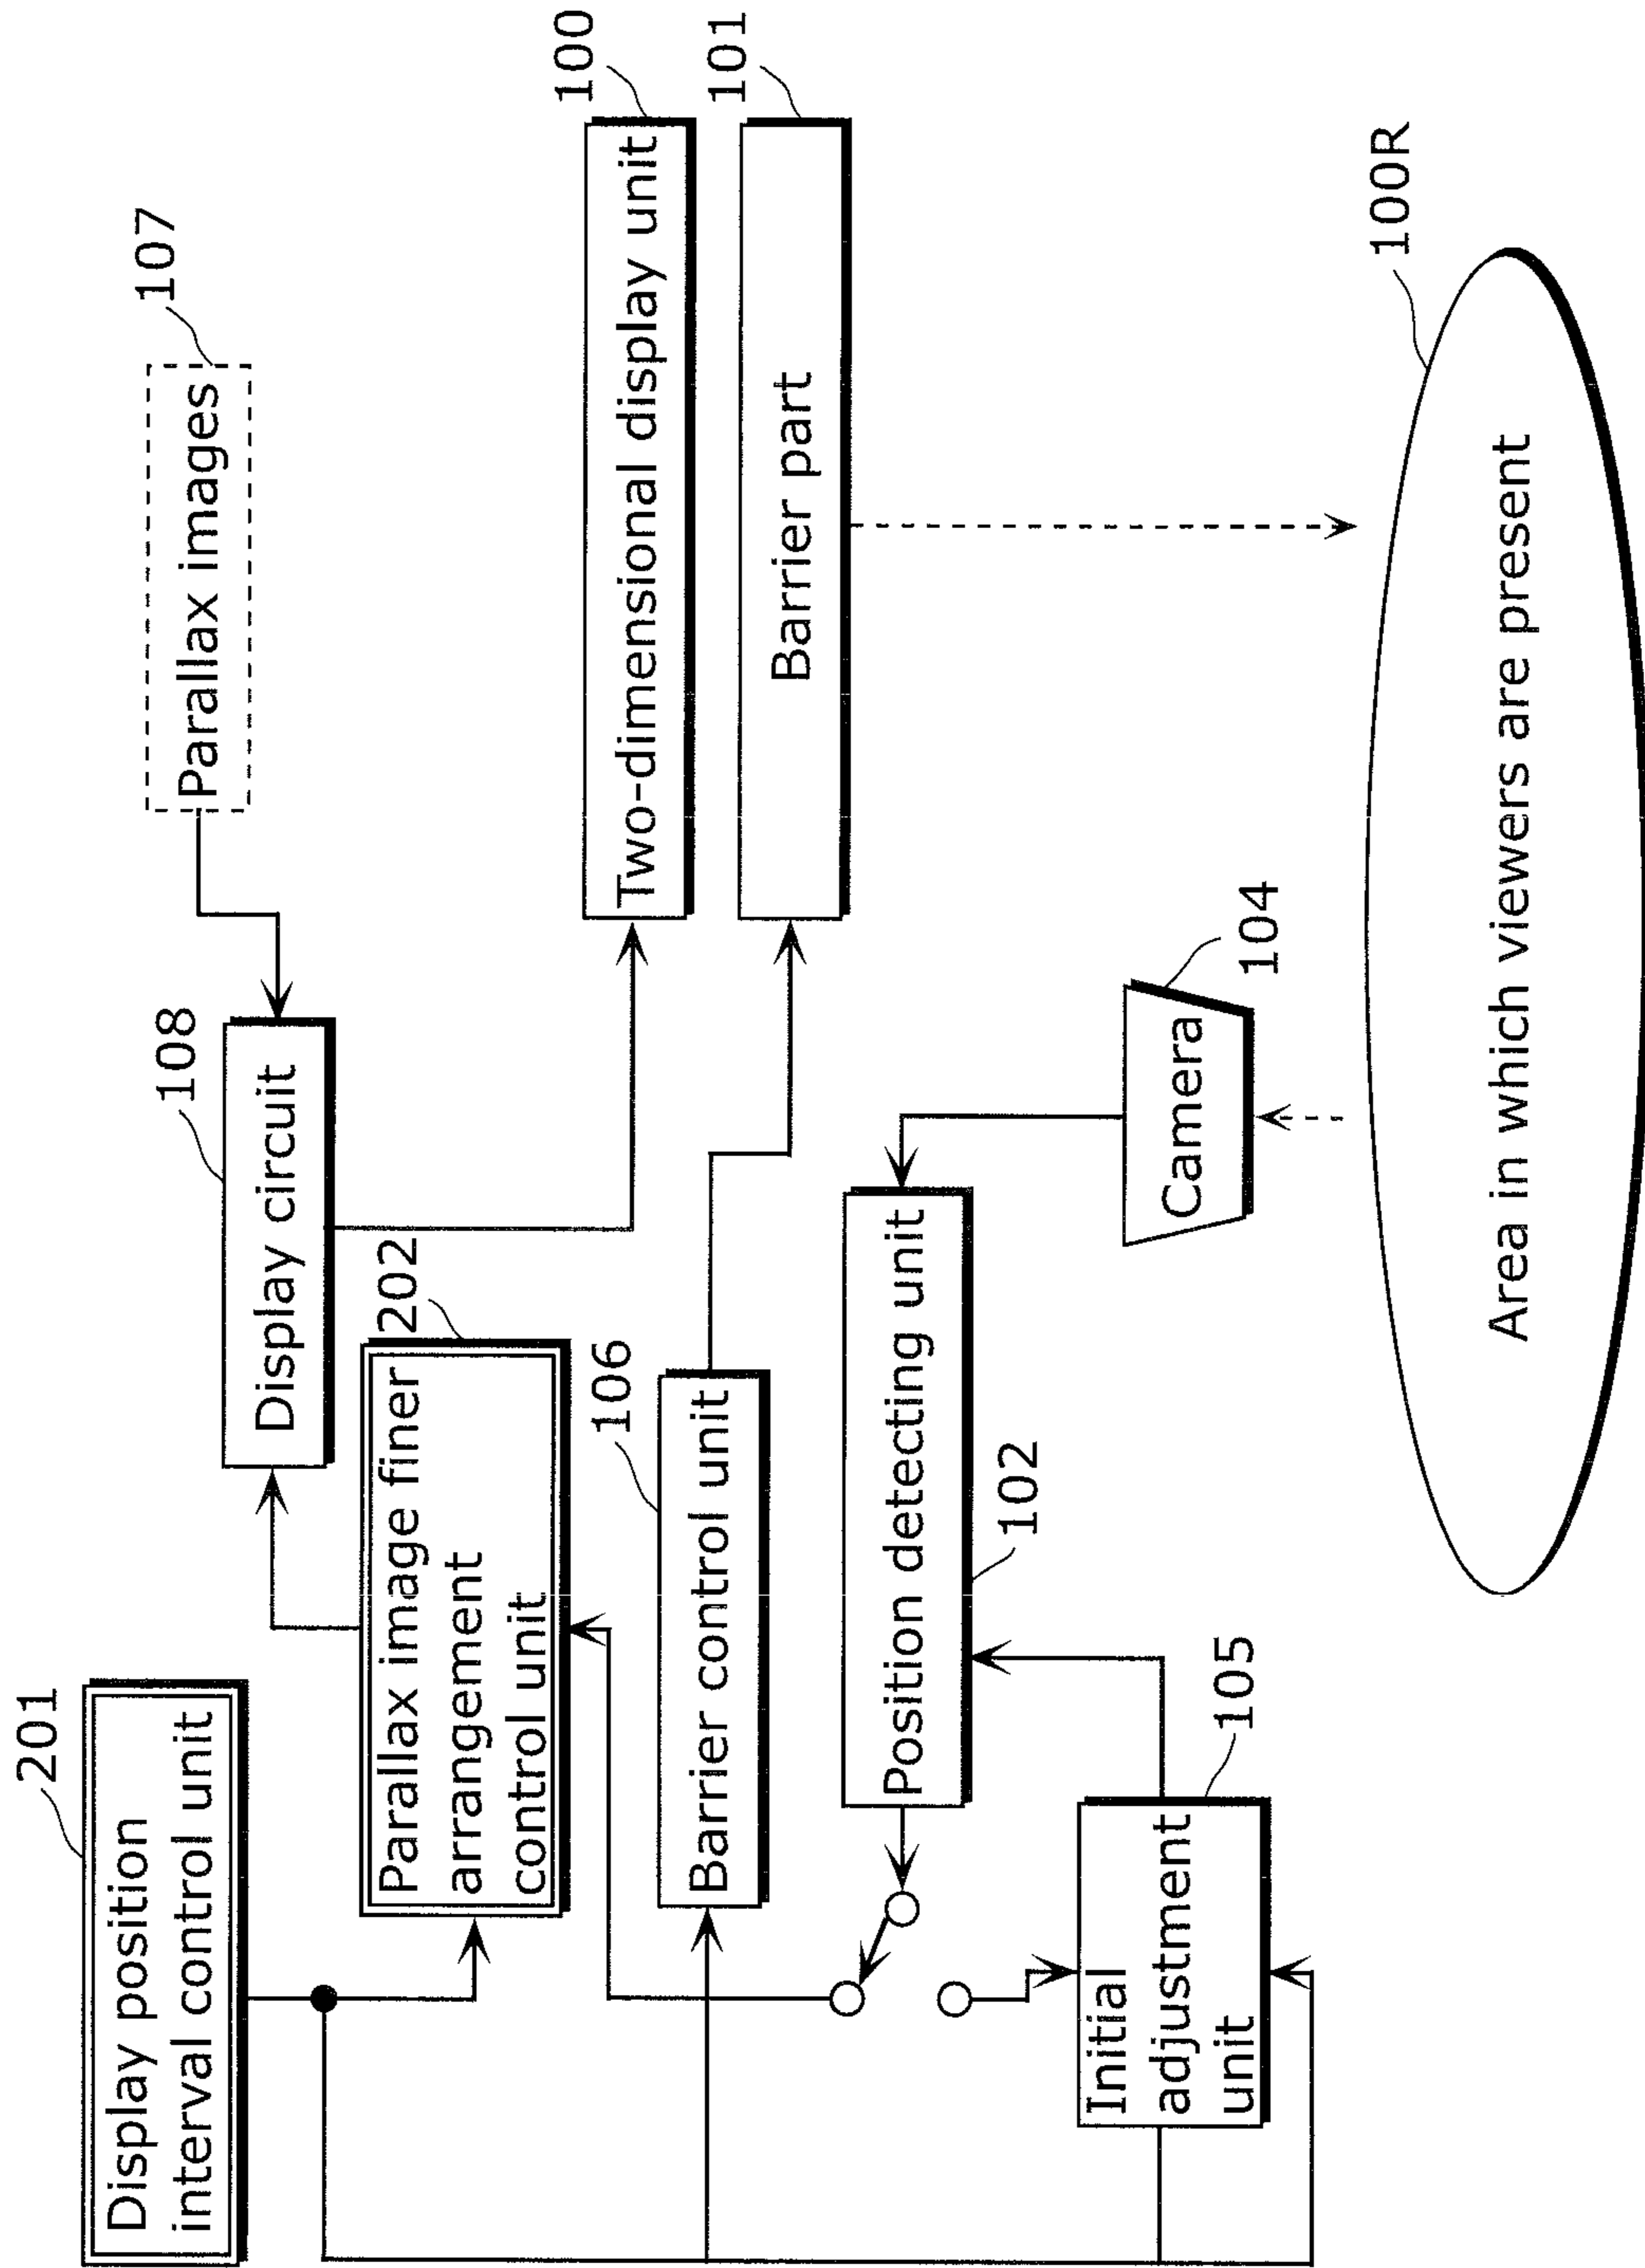 201
Display position
interval control unit
108
Display circuit
107
Parallax images
202
Parallax image finer
arrangement
control unit
100
Two-dimensional display unit
106
Barrier control unit
101
Barrier part
Position detecting unit
102
Initial
adjustment
unit
105
Camera
104
100R
Area in which viewers are present